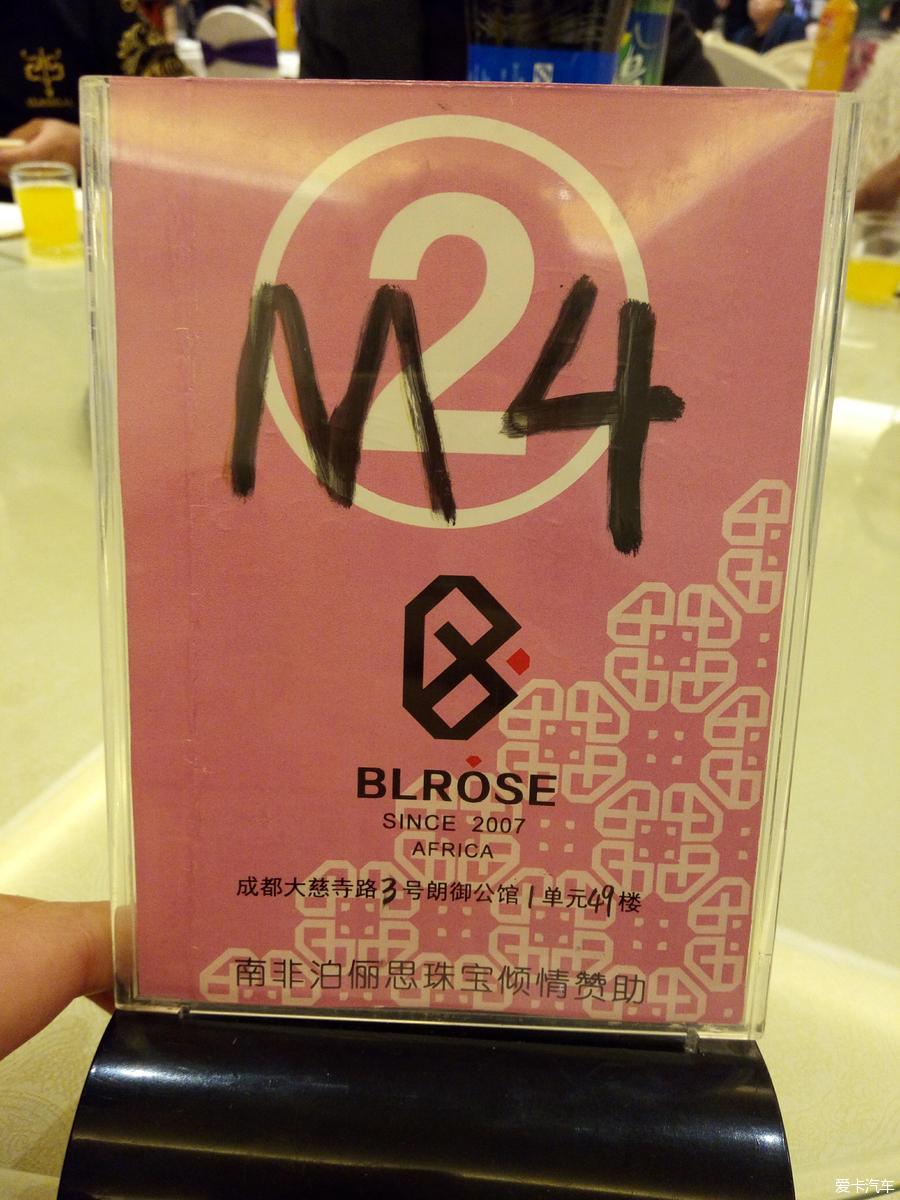 2
M4
BLROSE
SINCE 2007
AFRICA
成都大慈寺路3号朗御公馆1单元49楼
南非泊俪思珠宝倾情赞助
爱卡汽车